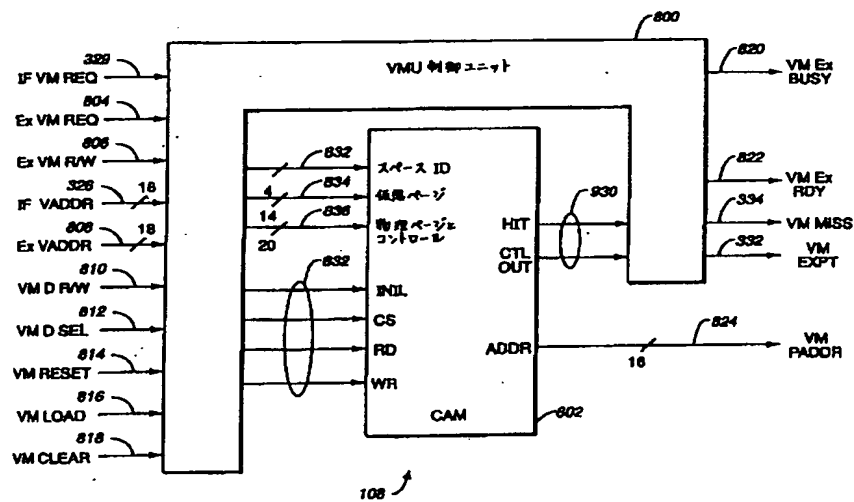 800
VMU 制御ユニット
329
IF VM REQ
804
Ex VM REQ
806
Ex VM R/W
326
IF VADDR
18
808
Ex VADDR
18
810
VM D R/W
812
VM D SEL
814
VM RESET
816
VM LOAD
818
VM CLEAR
832
スペース ID
4
834
仮想ページ
14
836
物理ページと
コントロール
20
832
INIL
CS
RD
WR
HIT
CTL
OUT
930
ADDR
CAM
802
16
820
VM Ex
BUSY
822
VM Ex
RDY
334
VM MISS
332
VM
EXPT
824
VM
PADDR
108